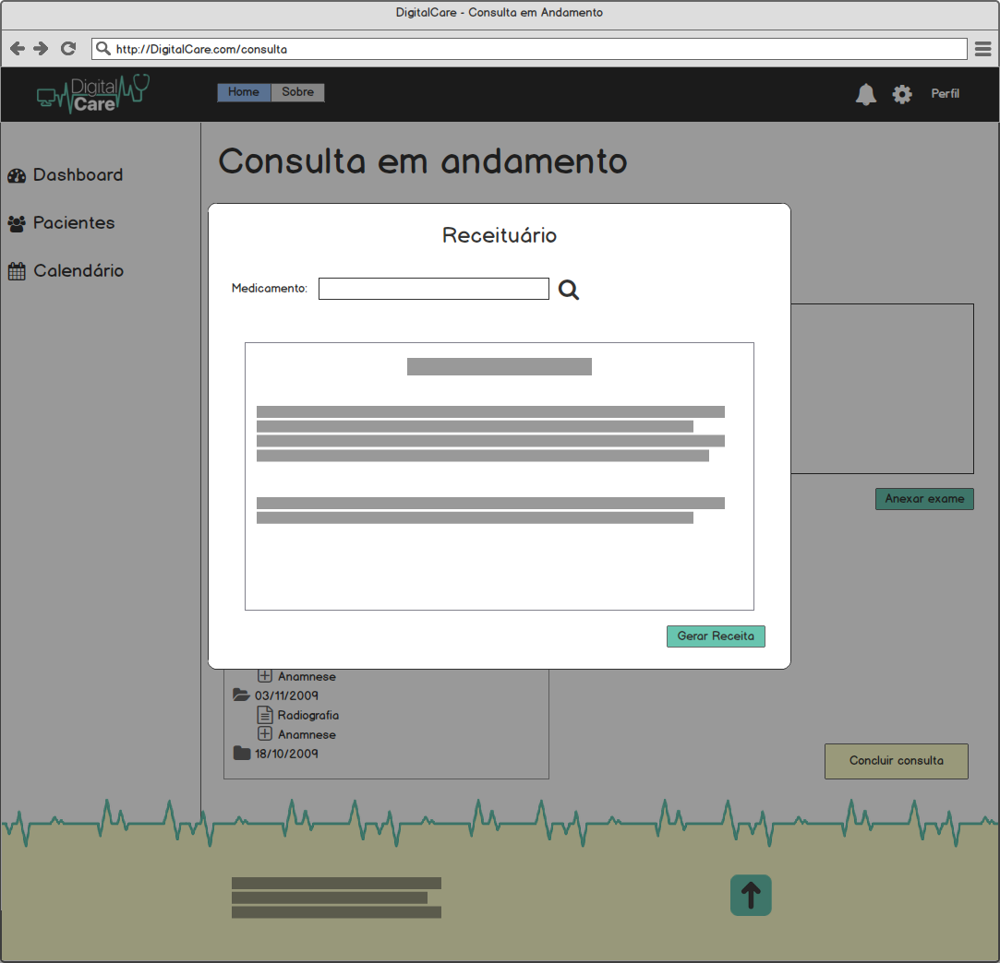 DigitalCare - Consulta em Andamento
http://DigitalCare.com/consulta
Digital
Care
Home
Sobre
Perfil
Dashboard
Pacientes
Calendário
Consulta em andamento
Receituário
Medicamento:
Anexar exame
Gerar Receita
Anamnese
03/11/2009
Radiografia
Anamnese
18/10/2009
Concluir consulta